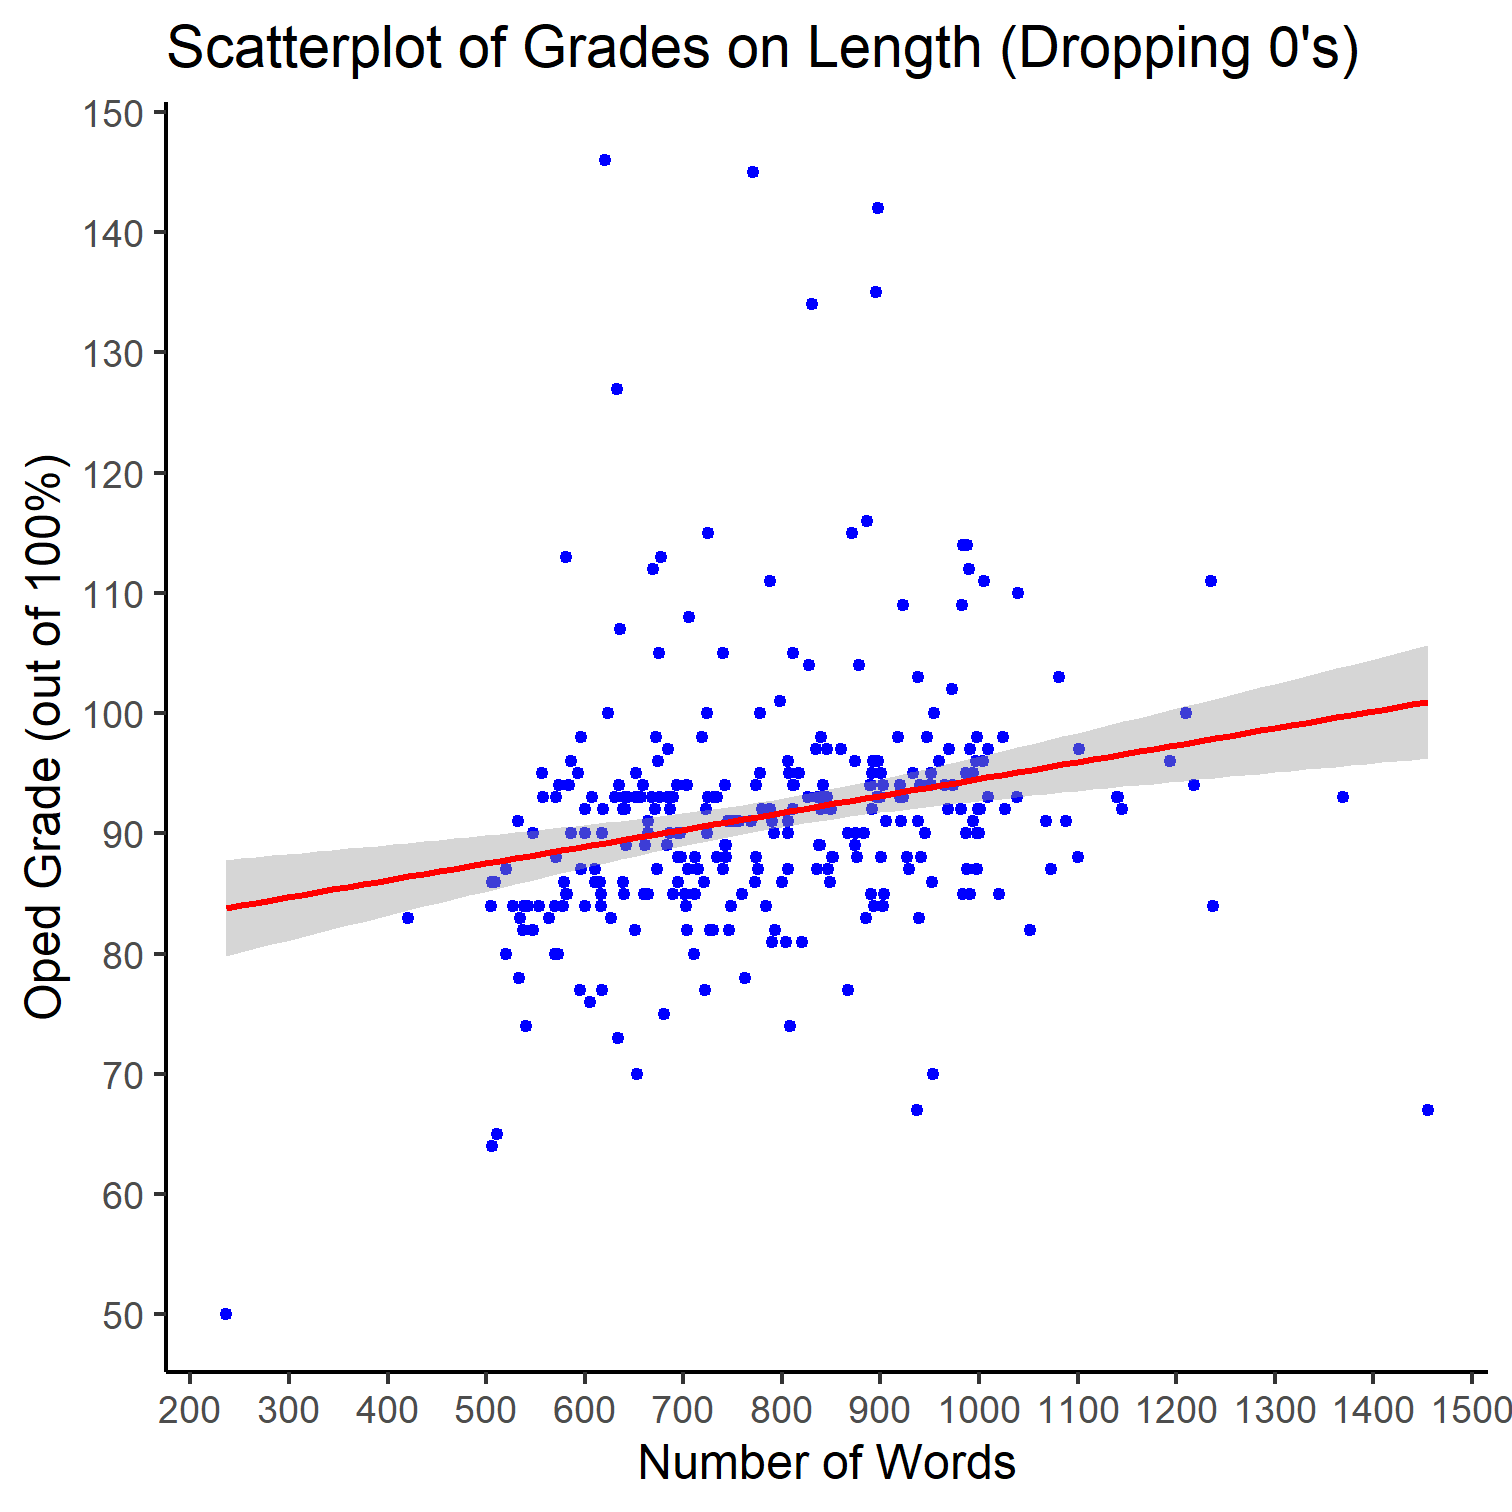 Scatterplot of Grades on Length (Dropping 0's)
Oped Grade (out of 100%)
150
140
130
120
110
100
90
80
70
60
50
200 300 400 500 600 700 800 900 1000 1100 1200 1300 1400 1500
Number of Words